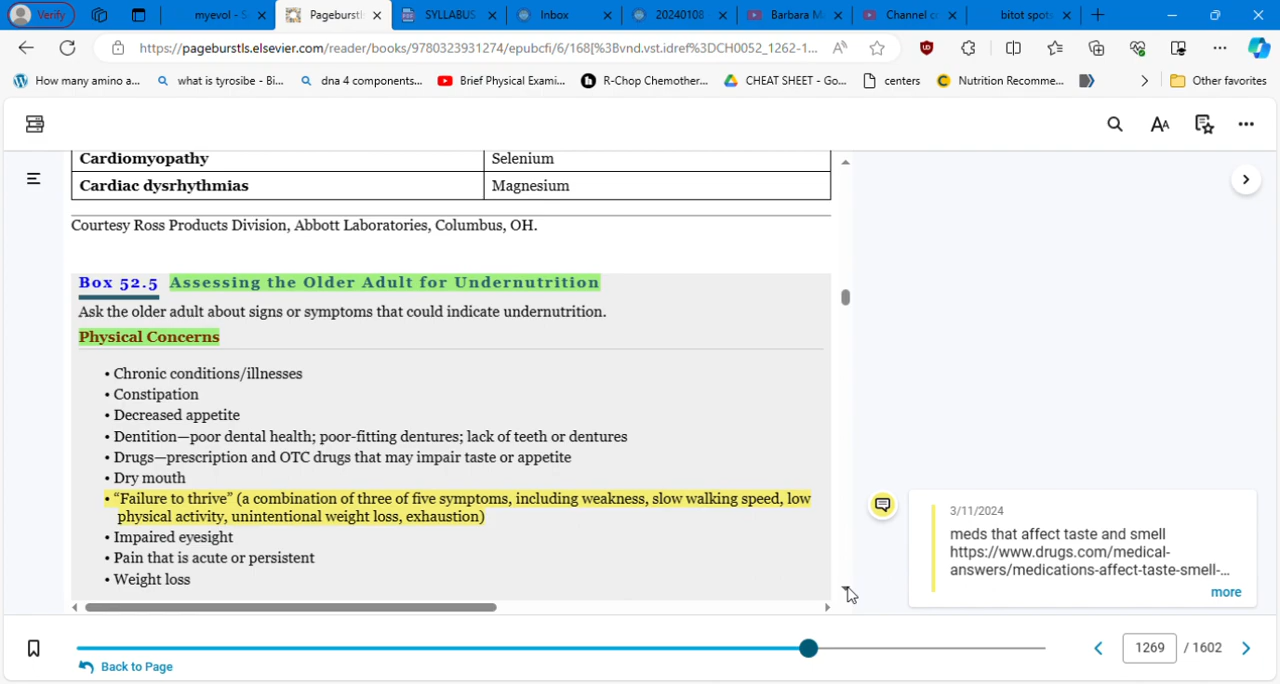 Verify
myevol - S
Pageburstl
SYLLABUS
Inbox
20240108
Barbara M
Channel c
bitot spots
https://pageburstls.elsevier.com/reader/books/9780323931274/epubcfi/6/168[%3Bvnd.vst.idref%3DCH0052_1262-1...
How many amino a...
what is tyrosibe - Bi...
dna 4 components...
Brief Physical Exami...
R-Chop Chemother...
CHEAT SHEET - Go...
centers
Nutrition Recomme...
Other favorites
Cardiomyopathy Selenium
Cardiac dysrhythmias Magnesium
Courtesy Ross Products Division, Abbott Laboratories, Columbus, OH.
Box 52.5 Assessing the Older Adult for Undernutrition
Ask the older adult about signs or symptoms that could indicate undernutrition.
Physical Concerns
• Chronic conditions/illnesses
• Constipation
• Decreased appetite
• Dentition—poor dental health; poor-fitting dentures; lack of teeth or dentures
• Drugs—prescription and OTC drugs that may impair taste or appetite
• Dry mouth
• “Failure to thrive” (a combination of three of five symptoms, including weakness, slow walking speed, low
physical activity, unintentional weight loss, exhaustion)
• Impaired eyesight
• Pain that is acute or persistent
• Weight loss
3/11/2024
meds that affect taste and smell
https://www.drugs.com/medical-
answers/medications-affect-taste-smell-...
more
Back to Page
1269 / 1602